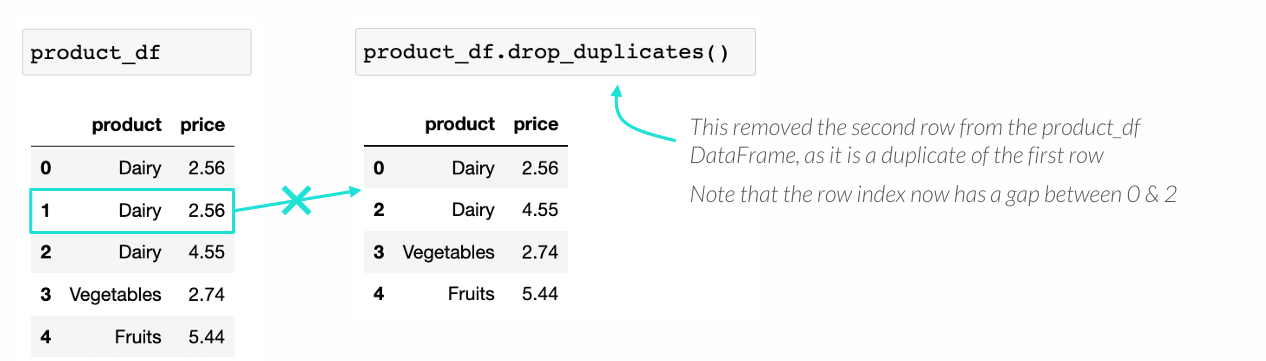 product_df
product price
0 Dairy 2.56
1 Dairy 2.56
2 Dairy 4.55
3 Vegetables 2.74
4 Fruits 5.44
product_df.drop_duplicates()
product price
0 Dairy 2.56
2 Dairy 4.55
3 Vegetables 2.74
4 Fruits 5.44
This removed the second row from the product_df
DataFrame, as it is a duplicate of the first row
Note that the row index now has a gap between 0 & 2